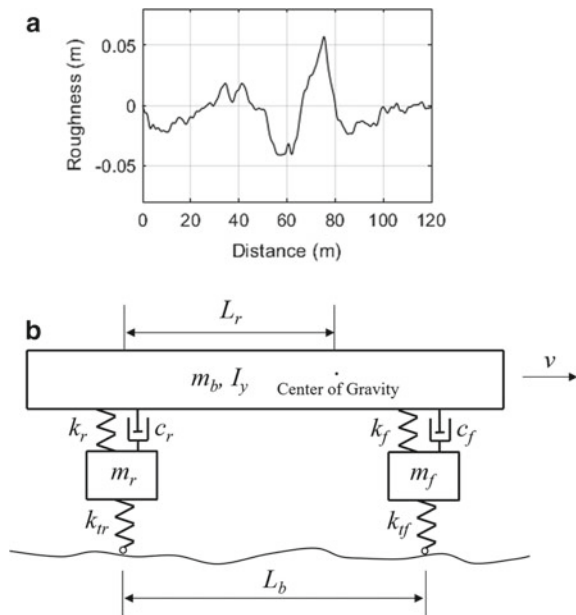 a
Roughness (m)
0.05
0
-0.05
0 20 40 60 80 100 120
Distance (m)
b
L_r
v
m_b, I_y Center of Gravity
k_r c_r k_f c_f
m_r m_f
k_tr k_tf
L_b